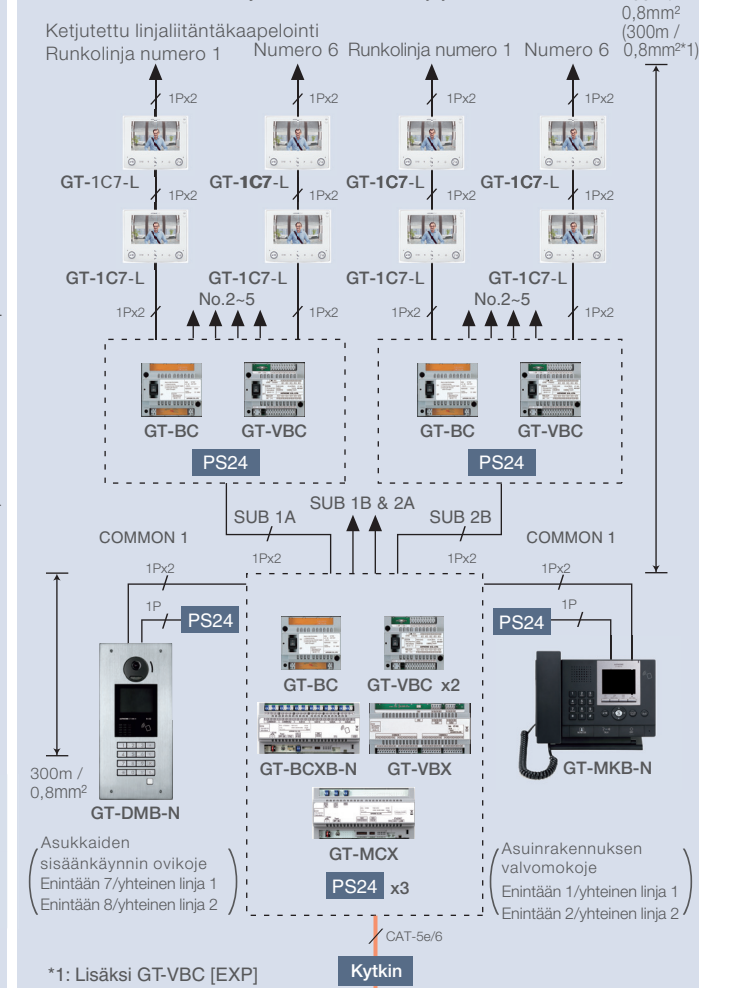 0,8mm²
(300m /
0,8mm²*1)
Ketjutettu linjaliitäntäkaapelointi
Runkolinja numero 1
Numero 6
Runkolinja numero 1
Numero 6
1Px2
1Px2
1Px2
1Px2
GT-1C7-L
GT-1C7-L
GT-1C7-L
GT-1C7-L
1Px2
1Px2
1Px2
1Px2
GT-1C7-L
GT-1C7-L
GT-1C7-L
GT-1C7-L
No.2~5
No.2~5
1Px2
1Px2
1Px2
1Px2
GT-BC
GT-VBC
GT-BC
GT-VBC
PS24
PS24
SUB 1B & 2A
SUB 1A
SUB 2B
COMMON 1
COMMON 1
1Px2
1Px2
1Px2
1Px2
1P
PS24
PS24
1P
GT-BC
GT-VBC x2
GT-BCXB-N
GT-VBX
GT-MKB-N
300m /
0,8mm²
GT-DMB-N
GT-MCX
PS24 x3
Asukkaiden
sisäänkäynnin ovikoje
Enintään 7/yhteinen linja 1
Enintään 8/yhteinen linja 2
Asuinrakennuksen
valvomokoje
Enintään 1/yhteinen linja 1
Enintään 2/yhteinen linja 2
CAT-5e/6
*1: Lisäksi GT-VBC [EXP]
Kytkin